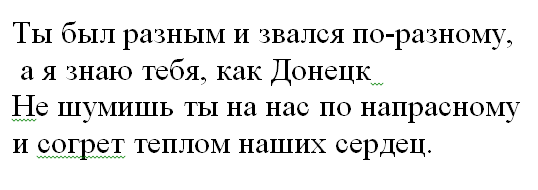 Ты был разным и звался по-разному,
а я знаю тебя, как Донецк
Не шумишь ты на нас по напрасному
и согрет теплом наших сердец.